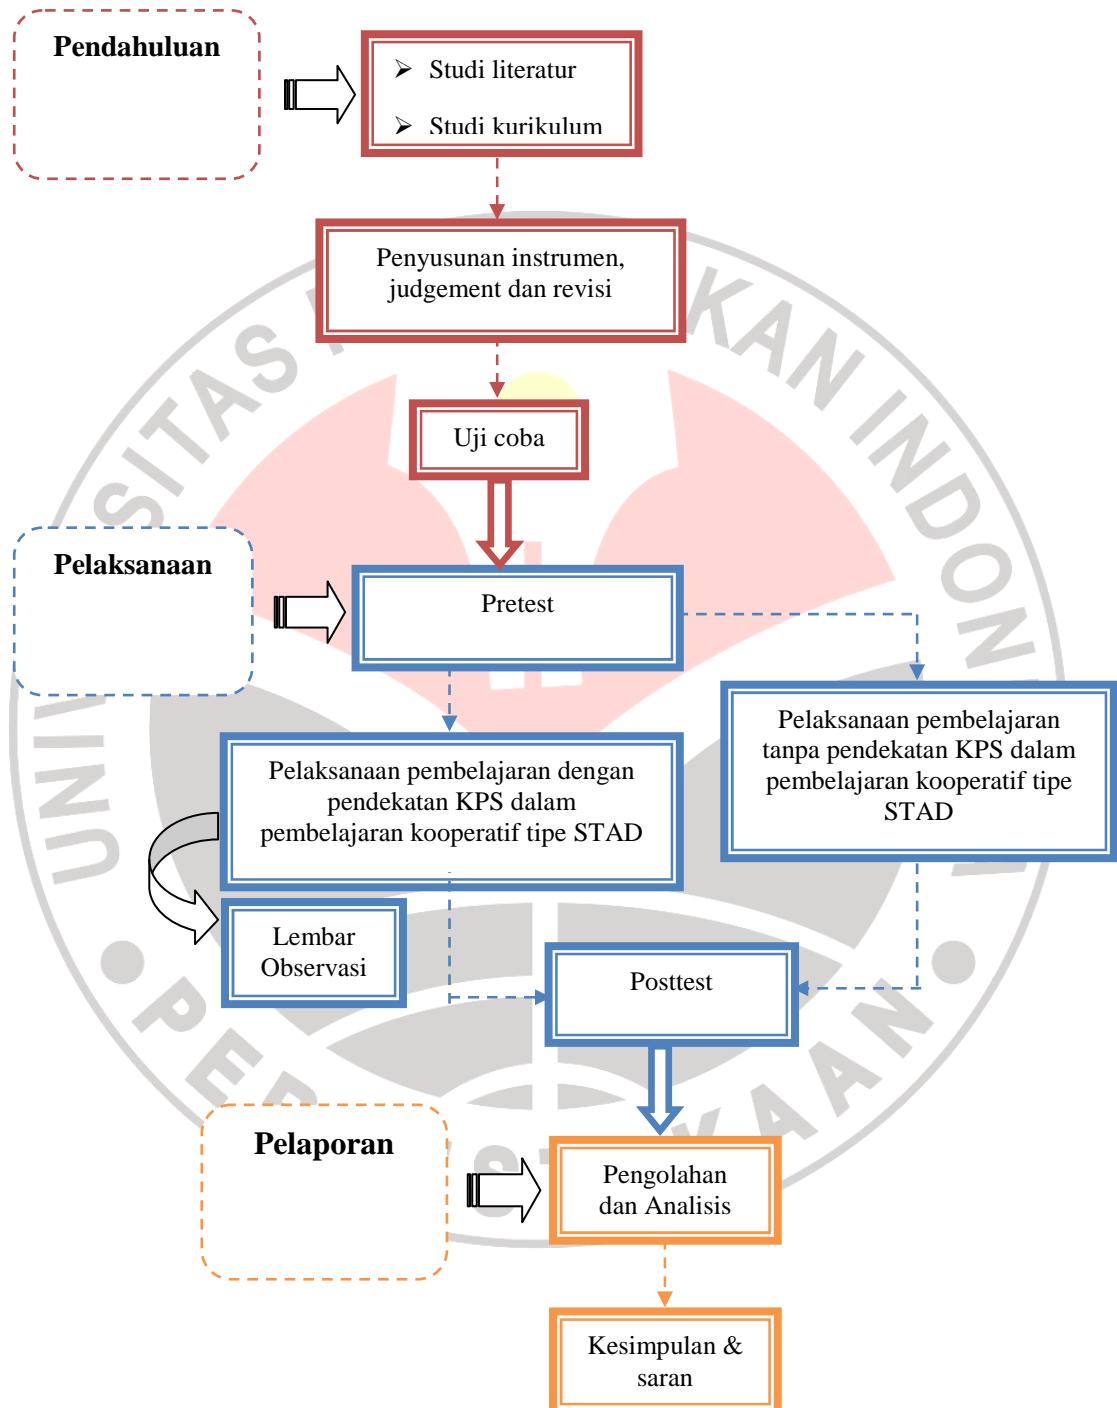 Pendahuluan
➢ Studi literatur
➢ Studi kurikulum
Penyusunan instrumen,
judgement dan revisi
Uji coba
Pelaksanaan
Pretest
Pelaksanaan pembelajaran dengan
pendekatan KPS dalam
pembelajaran kooperatif tipe STAD
Pelaksanaan pembelajaran
tanpa pendekatan KPS dalam
pembelajaran kooperatif tipe
STAD
Lembar
Observasi
Posttest
Pelaporan
Pengolahan
dan Analisis
Kesimpulan &
saran